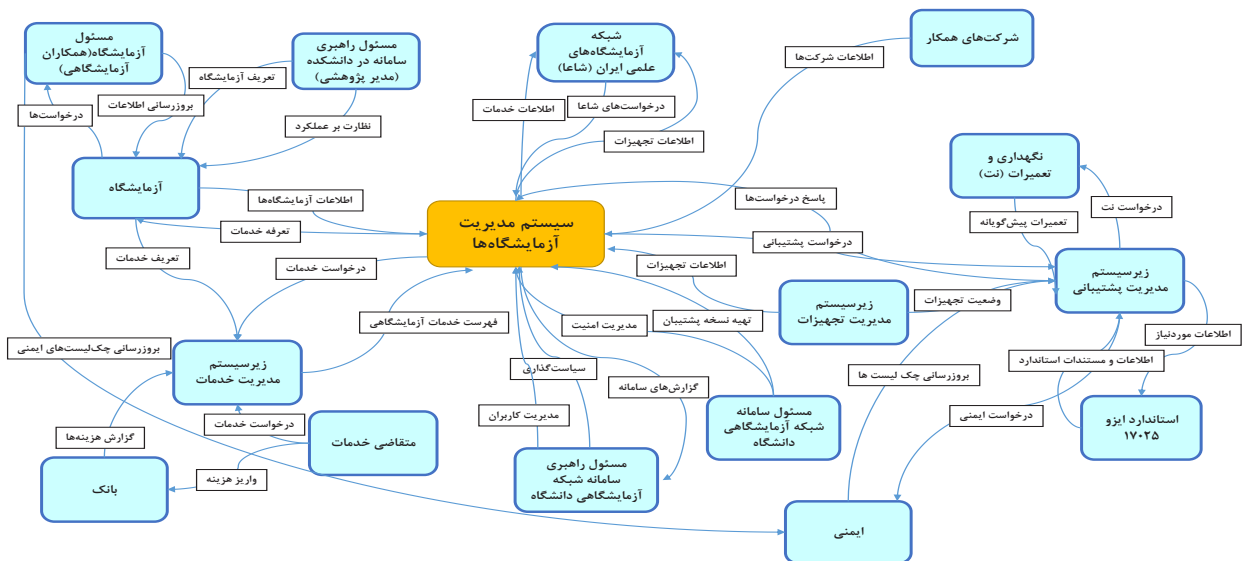 مسئول
آزمایشگاه(همکاران
آزمایشگاهی)
مسئول راهبری
سامانه در دانشکده
(مدیر پژوهشی)
شبکه
آزمایشگاه‌های
علمی ایران (شاعا)
شرکت‌های همکار
اطلاعات شرکت‌ها
تعریف آزمایشگاه
بروزرسانی اطلاعات
درخواست‌ها
نظارت بر عملکرد
اطلاعات خدمات
درخواست‌های شاعا
اطلاعات تجهیزات
نگهداری و
تعمیرات (نت)
آزمایشگاه
اطلاعات آزمایشگاه‌ها
تعرفه خدمات
سیستم مدیریت
آزمایشگاه‌ها
پاسخ درخواست‌ها
درخواست پشتیبانی
تعمیرات پیش‌گویانه
درخواست نت
تعریف خدمات
درخواست خدمات
اطلاعات تجهیزات
زیرسیستم
مدیریت تجهیزات
وضعیت تجهیزات
زیرسیستم
مدیریت پشتیبانی
فهرست خدمات آزمایشگاهی
مدیریت امنیت
تهیه نسخه پشتیبان
اطلاعات موردنیاز
بروزرسانی چک‌لیست‌های ایمنی
زیرسیستم
مدیریت خدمات
سیاست‌گذاری
گزارش‌های سامانه
بروزرسانی چک لیست ها
اطلاعات و مستندات استاندارد
درخواست خدمات
مدیریت کاربران
مسئول سامانه
شبکه آزمایشگاهی
دانشگاه
درخواست ایمنی
استاندارد ایزو
۱۷۰۲۵
گزارش هزینه‌ها
متقاضی خدمات
بانک
واریز هزینه
مسئول راهبری
سامانه شبکه
آزمایشگاهی دانشگاه
ایمنی